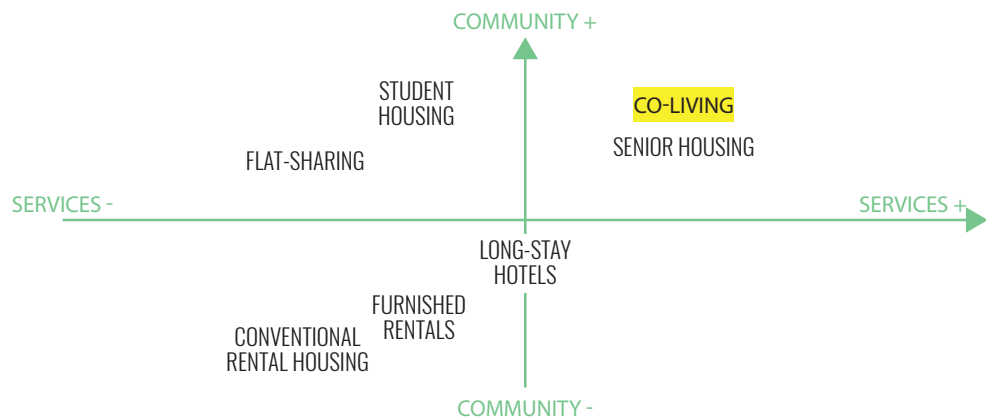 COMMUNITY +
STUDENT
HOUSING
CO-LIVING
SENIOR HOUSING
FLAT-SHARING
SERVICES -
SERVICES +
LONG-STAY
HOTELS
FURNISHED
RENTALS
CONVENTIONAL
RENTAL HOUSING
COMMUNITY -